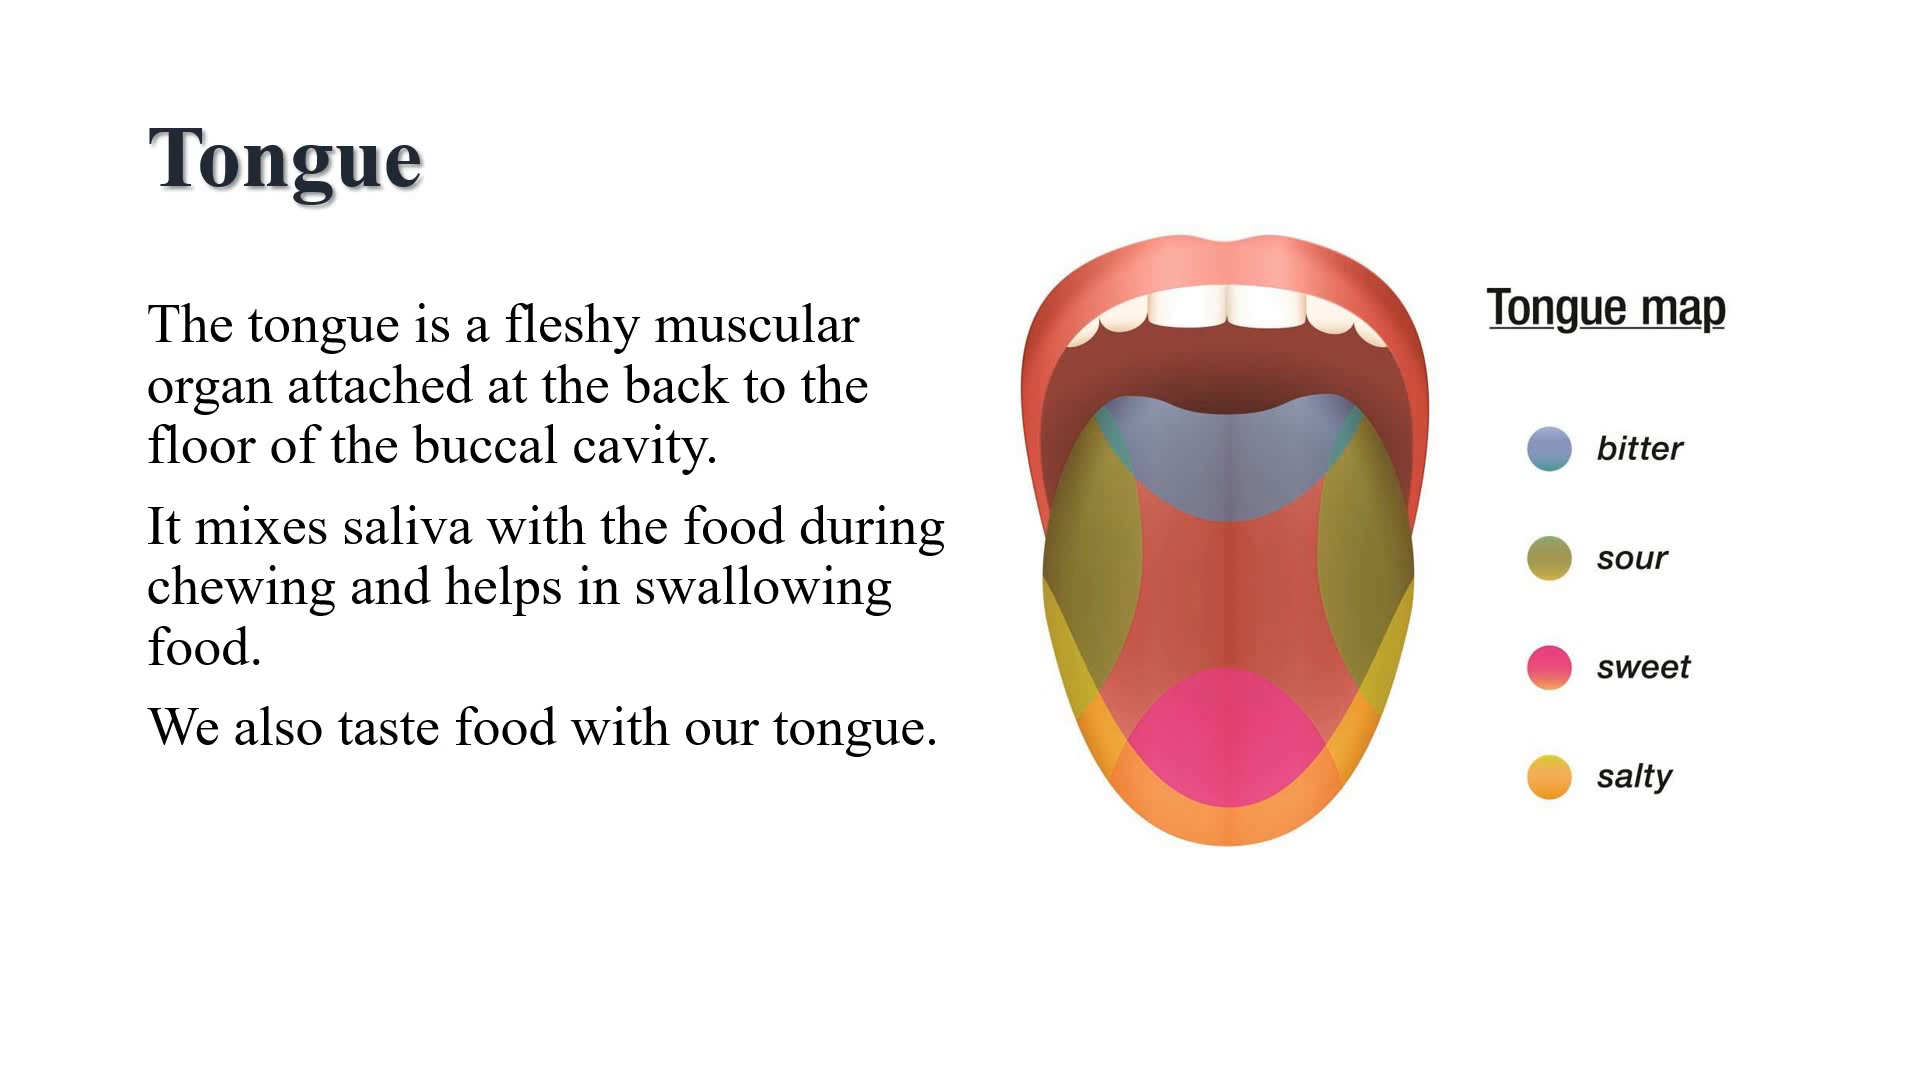 Tongue
The tongue is a fleshy muscular
organ attached at the back to the
floor of the buccal cavity.
It mixes saliva with the food during
chewing and helps in swallowing
food.
We also taste food with our tongue.
Tongue map
bitter
sour
sweet
salty